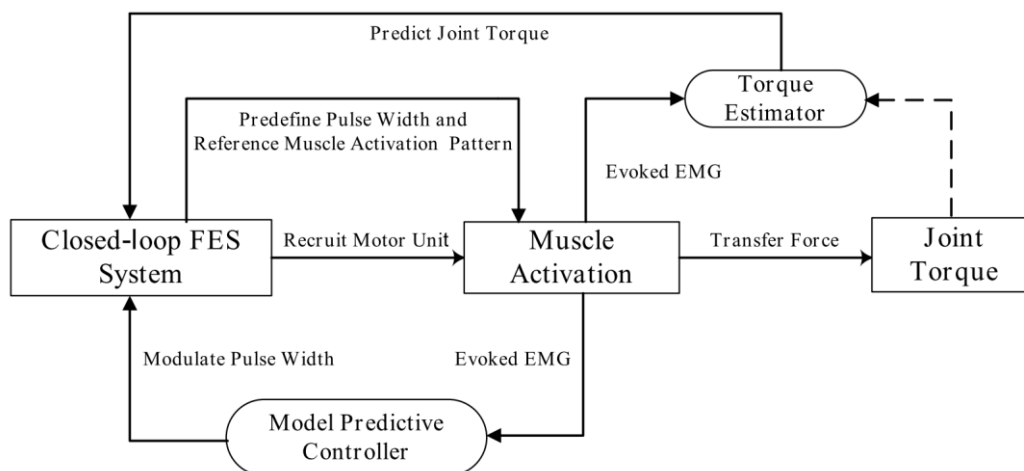 Predict Joint Torque
Torque
Estimator
Predefine Pulse Width and
Reference Muscle Activation Pattern
Evoked EMG
Closed-loop FES
System
Recruit Motor Unit
Muscle
Activation
Transfer Force
Joint
Torque
Modulate Pulse Width
Evoked EMG
Model Predictive
Controller